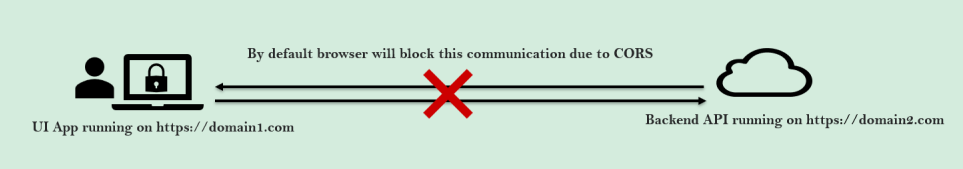 By default browser will block this communication due to CORS
UI App running on https://domain1.com
Backend API running on https://domain2.com